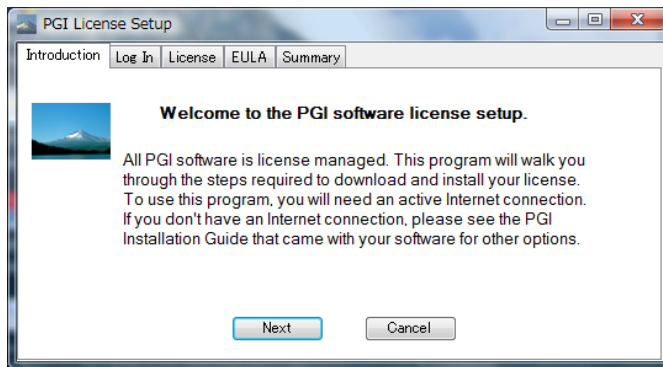 PGI License Setup
Introduction
Log In
License
EULA
Summary
Welcome to the PGI software license setup.
All PGI software is license managed. This program will walk you
through the steps required to download and install your license.
To use this program, you will need an active Internet connection.
If you don't have an Internet connection, please see the PGI
Installation Guide that came with your software for other options.
Next
Cancel